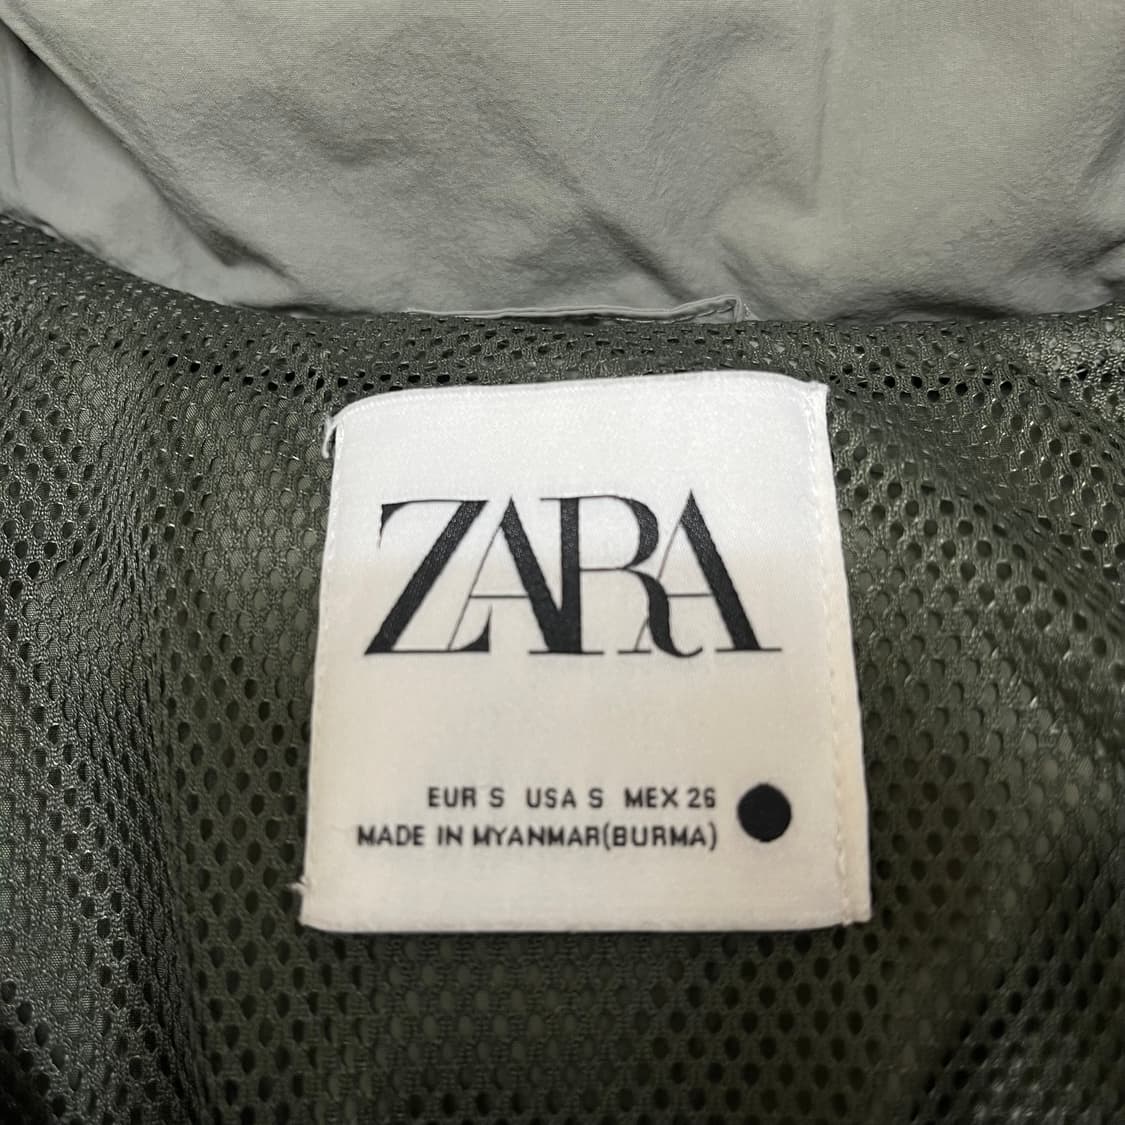 ZARA
EUR S USA S MEX 26
MADE IN MYANMAR(BURMA)